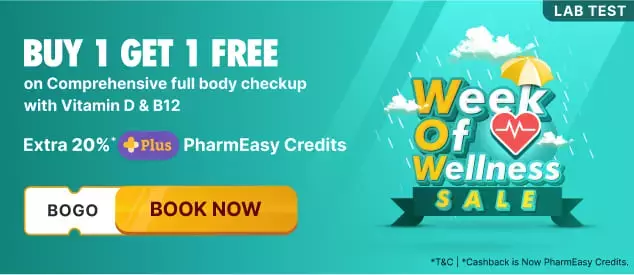 LAB TEST
BUY 1 GET 1 FREE
on Comprehensive full body checkup
with Vitamin D & B12
Extra 20%* Plus PharmEasy Credits
BOGO BOOK NOW
Week
Of
Wellness
SALE
*T&C | *Cashback is Now PharmEasy Credits.